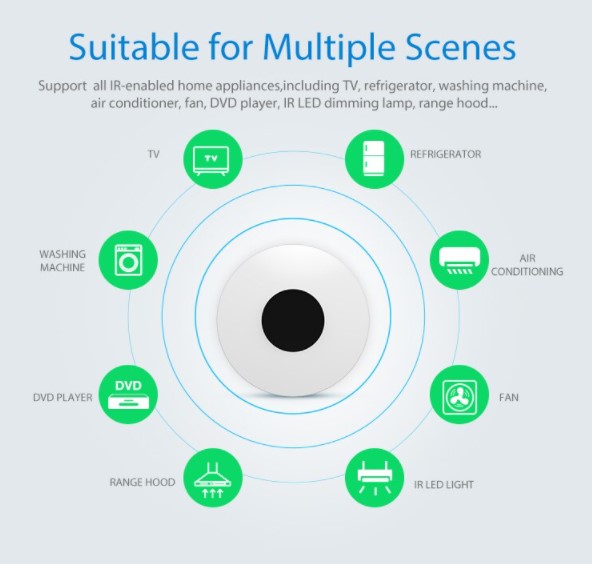 Suitable for Multiple Scenes
Support all IR-enabled home appliances,including TV, refrigerator, washing machine,
air conditioner, fan, DVD player, IR LED dimming lamp, range hood...
TV
TV
REFRIGERATOR
WASHING
MACHINE
AIR
CONDITIONING
DVD PLAYER
DVD
FAN
RANGE HOOD
IR LED LIGHT